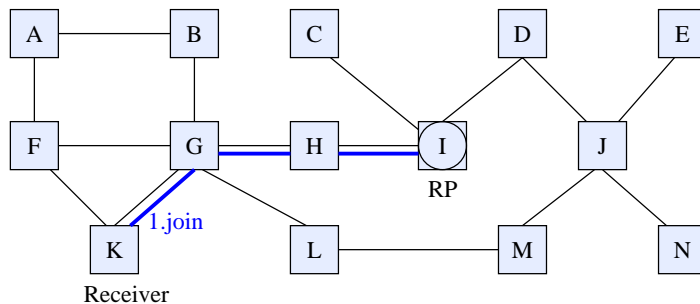 A B C D E
F G H I J
RP
1.join
K L M N
Receiver